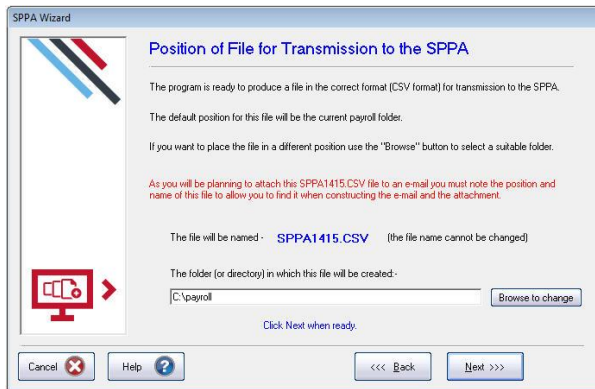 SPPA Wizard
Position of File for Transmission to the SPPA
The program is ready to produce a file in the correct format (CSV format) for transmission to the SPPA.
The default position for this file will be the current payroll folder.
If you want to place the file in a different position use the "Browse" button to select a suitable folder.
As you will be planning to attach this SPPA1415.CSV file to an e-mail you must note the position and
name of this file to allow you to find it when constructing the e-mail and the attachment.
The file will be named - SPPA1415.CSV (the file name cannot be changed)
The folder (or directory) in which this file will be created:-
C:\payroll Browse to change
Click Next when ready.
Cancel Help <<< Back Next >>>